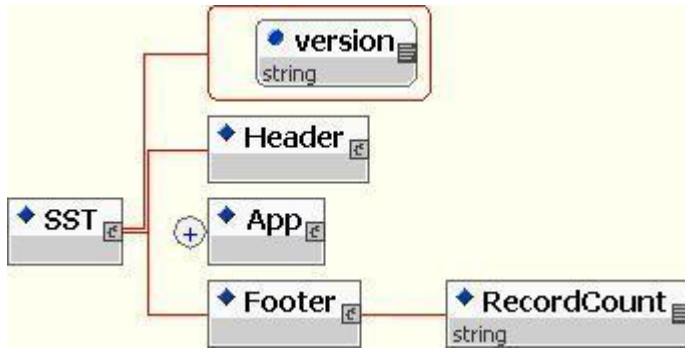 version
string
Header
SST
App
Footer
RecordCount
string